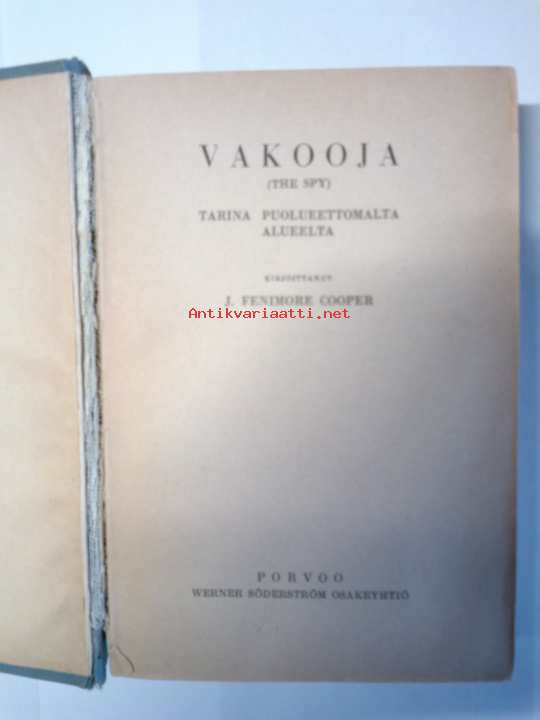 VAKOOJA
(THE SPY)
TARINA PUOLUEETTOMALTA
ALUEELTA
KIRJOITTANUT
J. FENIMORE COOPER
Antikvariaatti.net
PORVOO
WERNER SÖDERSTRÖM OSAKEYHTIÖ